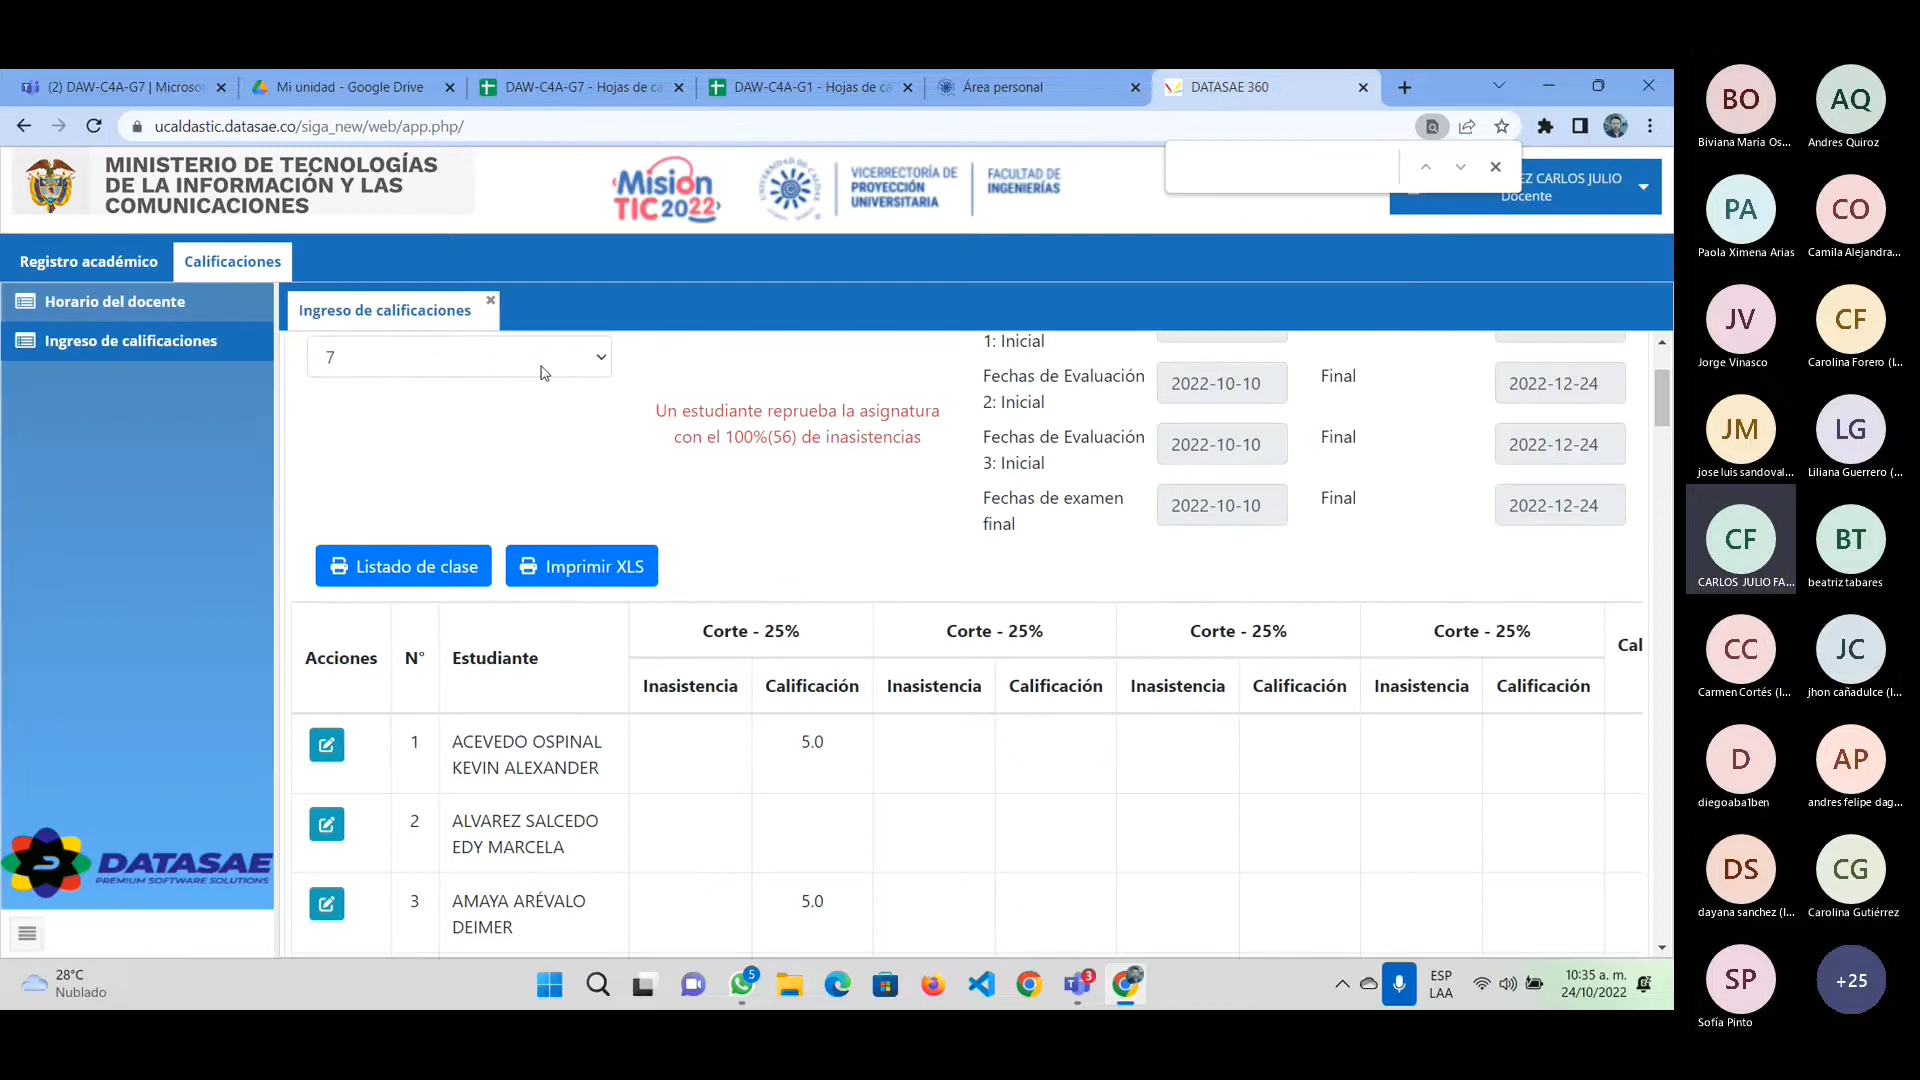 (2) DAW-C4A-G7 | Microso
Mi unidad - Google Drive
DAW-C4A-G7 - Hojas de ca
DAW-C4A-G1 - Hojas de ca
Área personal
DATASAE 360
ucaldastic.datasae.co/siga_new/web/app.php/
MINISTERIO DE TECNOLOGÍAS
DE LA INFORMACIÓN Y LAS
COMUNICACIONES
Misión
TIC 2022
VICERRECTORÍA DE
PROYECCIÓN
UNIVERSITARIA
FACULTAD DE
INGENIERÍAS
EZ CARLOS JULIO
Docente
Registro académico
Calificaciones
Horario del docente
Ingreso de calificaciones
Ingreso de calificaciones
7
1: Inicial
Fechas de Evaluación
2: Inicial
2022-10-10
Final
2022-12-24
Un estudiante reprueba la asignatura
con el 100%(56) de inasistencias
Fechas de Evaluación
3: Inicial
2022-10-10
Final
2022-12-24
Fechas de examen
final
2022-10-10
Final
2022-12-24
Listado de clase
Imprimir XLS
Acciones
N°
Estudiante
Corte - 25%
Corte - 25%
Corte - 25%
Corte - 25%
Cal
Inasistencia
Calificación
Inasistencia
Calificación
Inasistencia
Calificación
Inasistencia
Calificación
1
ACEVEDO OSPINAL
KEVIN ALEXANDER
5.0
2
ALVAREZ SALCEDO
EDY MARCELA
3
AMAYA ARÉVALO
DEIMER
5.0
DATASAE
PREMIUM SOFTWARE SOLUTIONS
28°C
Nublado
5
3
ESP
LAA
10:35 a. m.
24/10/2022
BO
Biviana Maria Os...
AQ
Andres Quiroz
PA
Paola Ximena Arias
CO
Camila Alejandra...
JV
Jorge Vinasco
CF
Carolina Forero (I...
JM
jose luis sandoval...
LG
Liliana Guerrero (...
CF
CARLOS JULIO FA...
BT
beatriz tabares
CC
Carmen Cortés (I...
JC
jhon cañadulce (I...
D
diegoaba1ben
AP
andres felipe dag...
DS
dayana sanchez (I...
CG
Carolina Gutiérrez
SP
Sofía Pinto
+25